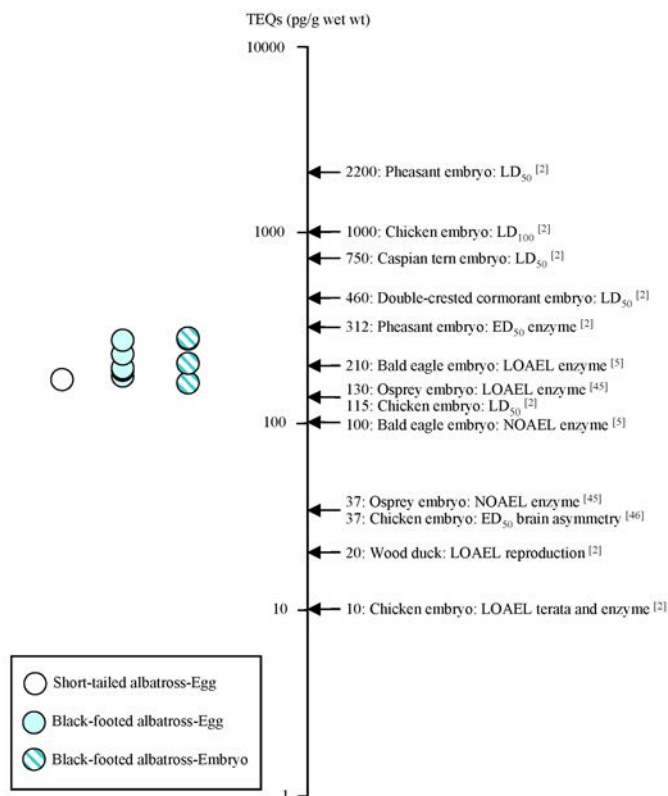 TEQs (pg/g wet wt)
10000
2200: Pheasant embryo: LD50 [2]
1000
1000: Chicken embryo: LD100 [2]
750: Caspian tern embryo: LD50 [2]
460: Double-crested cormorant embryo: LD50 [2]
312: Pheasant embryo: ED50 enzyme [2]
210: Bald eagle embryo: LOAEL enzyme [5]
130: Osprey embryo: LOAEL enzyme [45]
115: Chicken embryo: LD50 [2]
100
100: Bald eagle embryo: NOAEL enzyme [5]
37: Osprey embryo: NOAEL enzyme [45]
37: Chicken embryo: ED50 brain asymmetry [46]
20: Wood duck: LOAEL reproduction [2]
10
10: Chicken embryo: LOAEL terata and enzyme [2]
Short-tailed albatross-Egg
Black-footed albatross-Egg
Black-footed albatross-Embryo
1